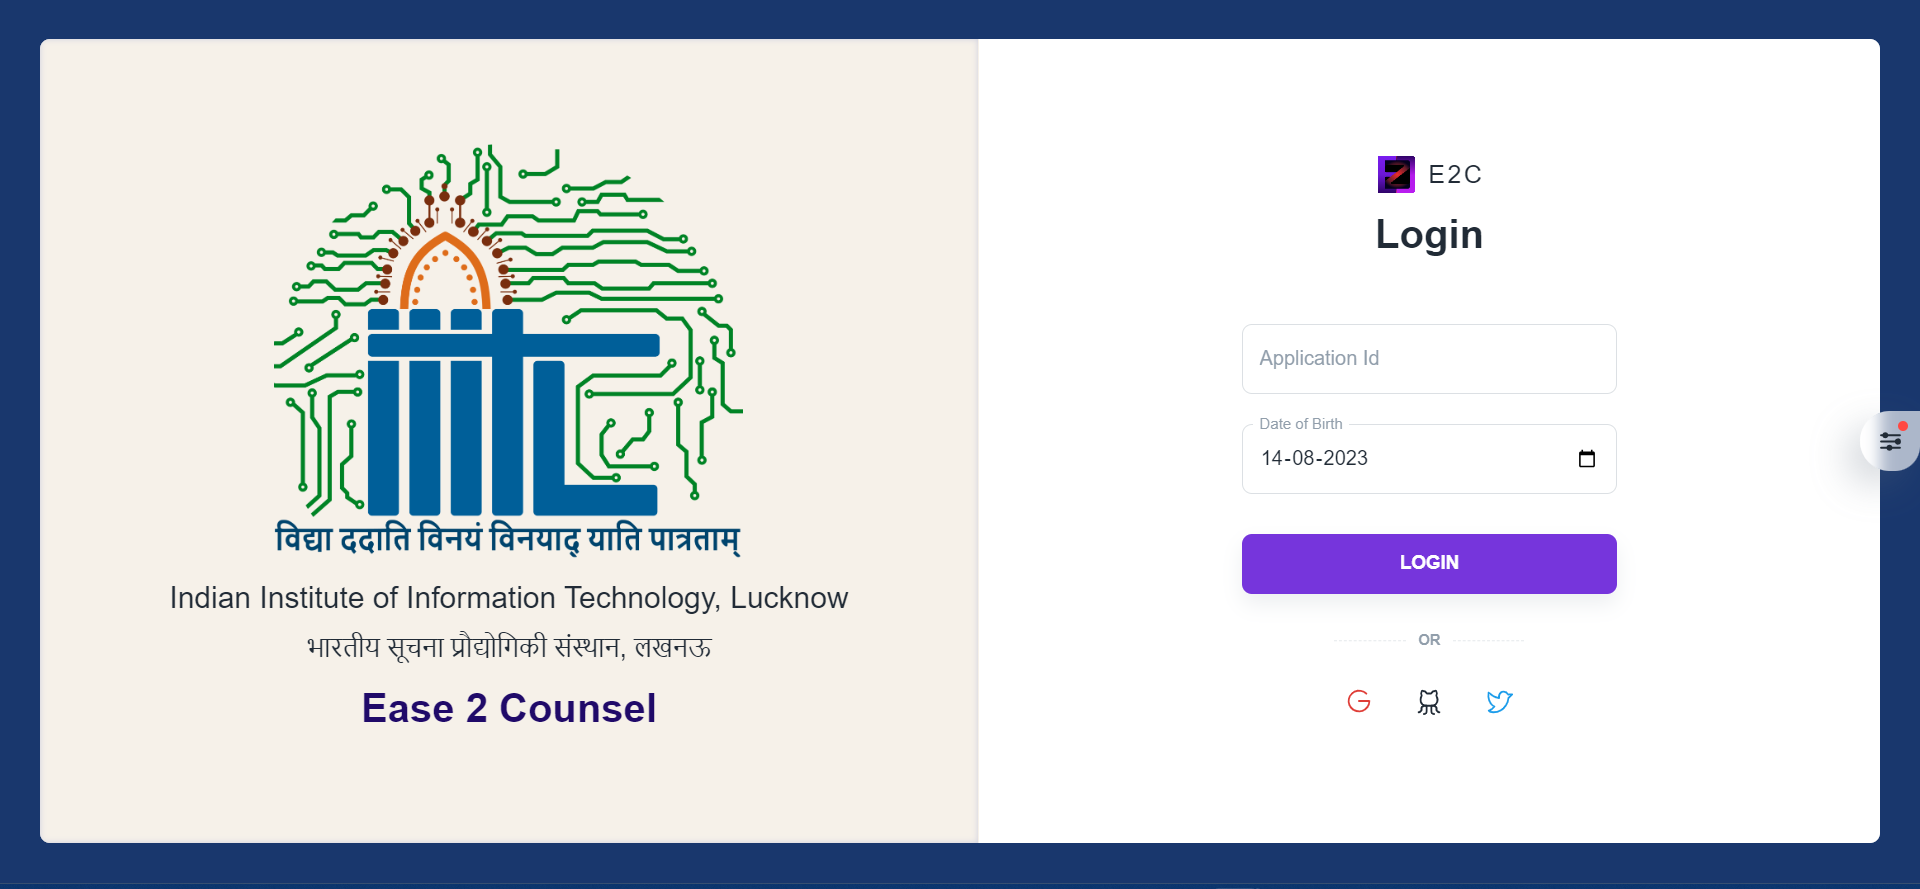 विद्या ददाति विनयं विनयाद् याति पात्रताम्
Indian Institute of Information Technology, Lucknow
भारतीय सूचना प्रौद्योगिकी संस्थान, लखनऊ
Ease 2 Counsel
E2C
Login
Application Id
Date of Birth
14-08-2023
LOGIN
OR